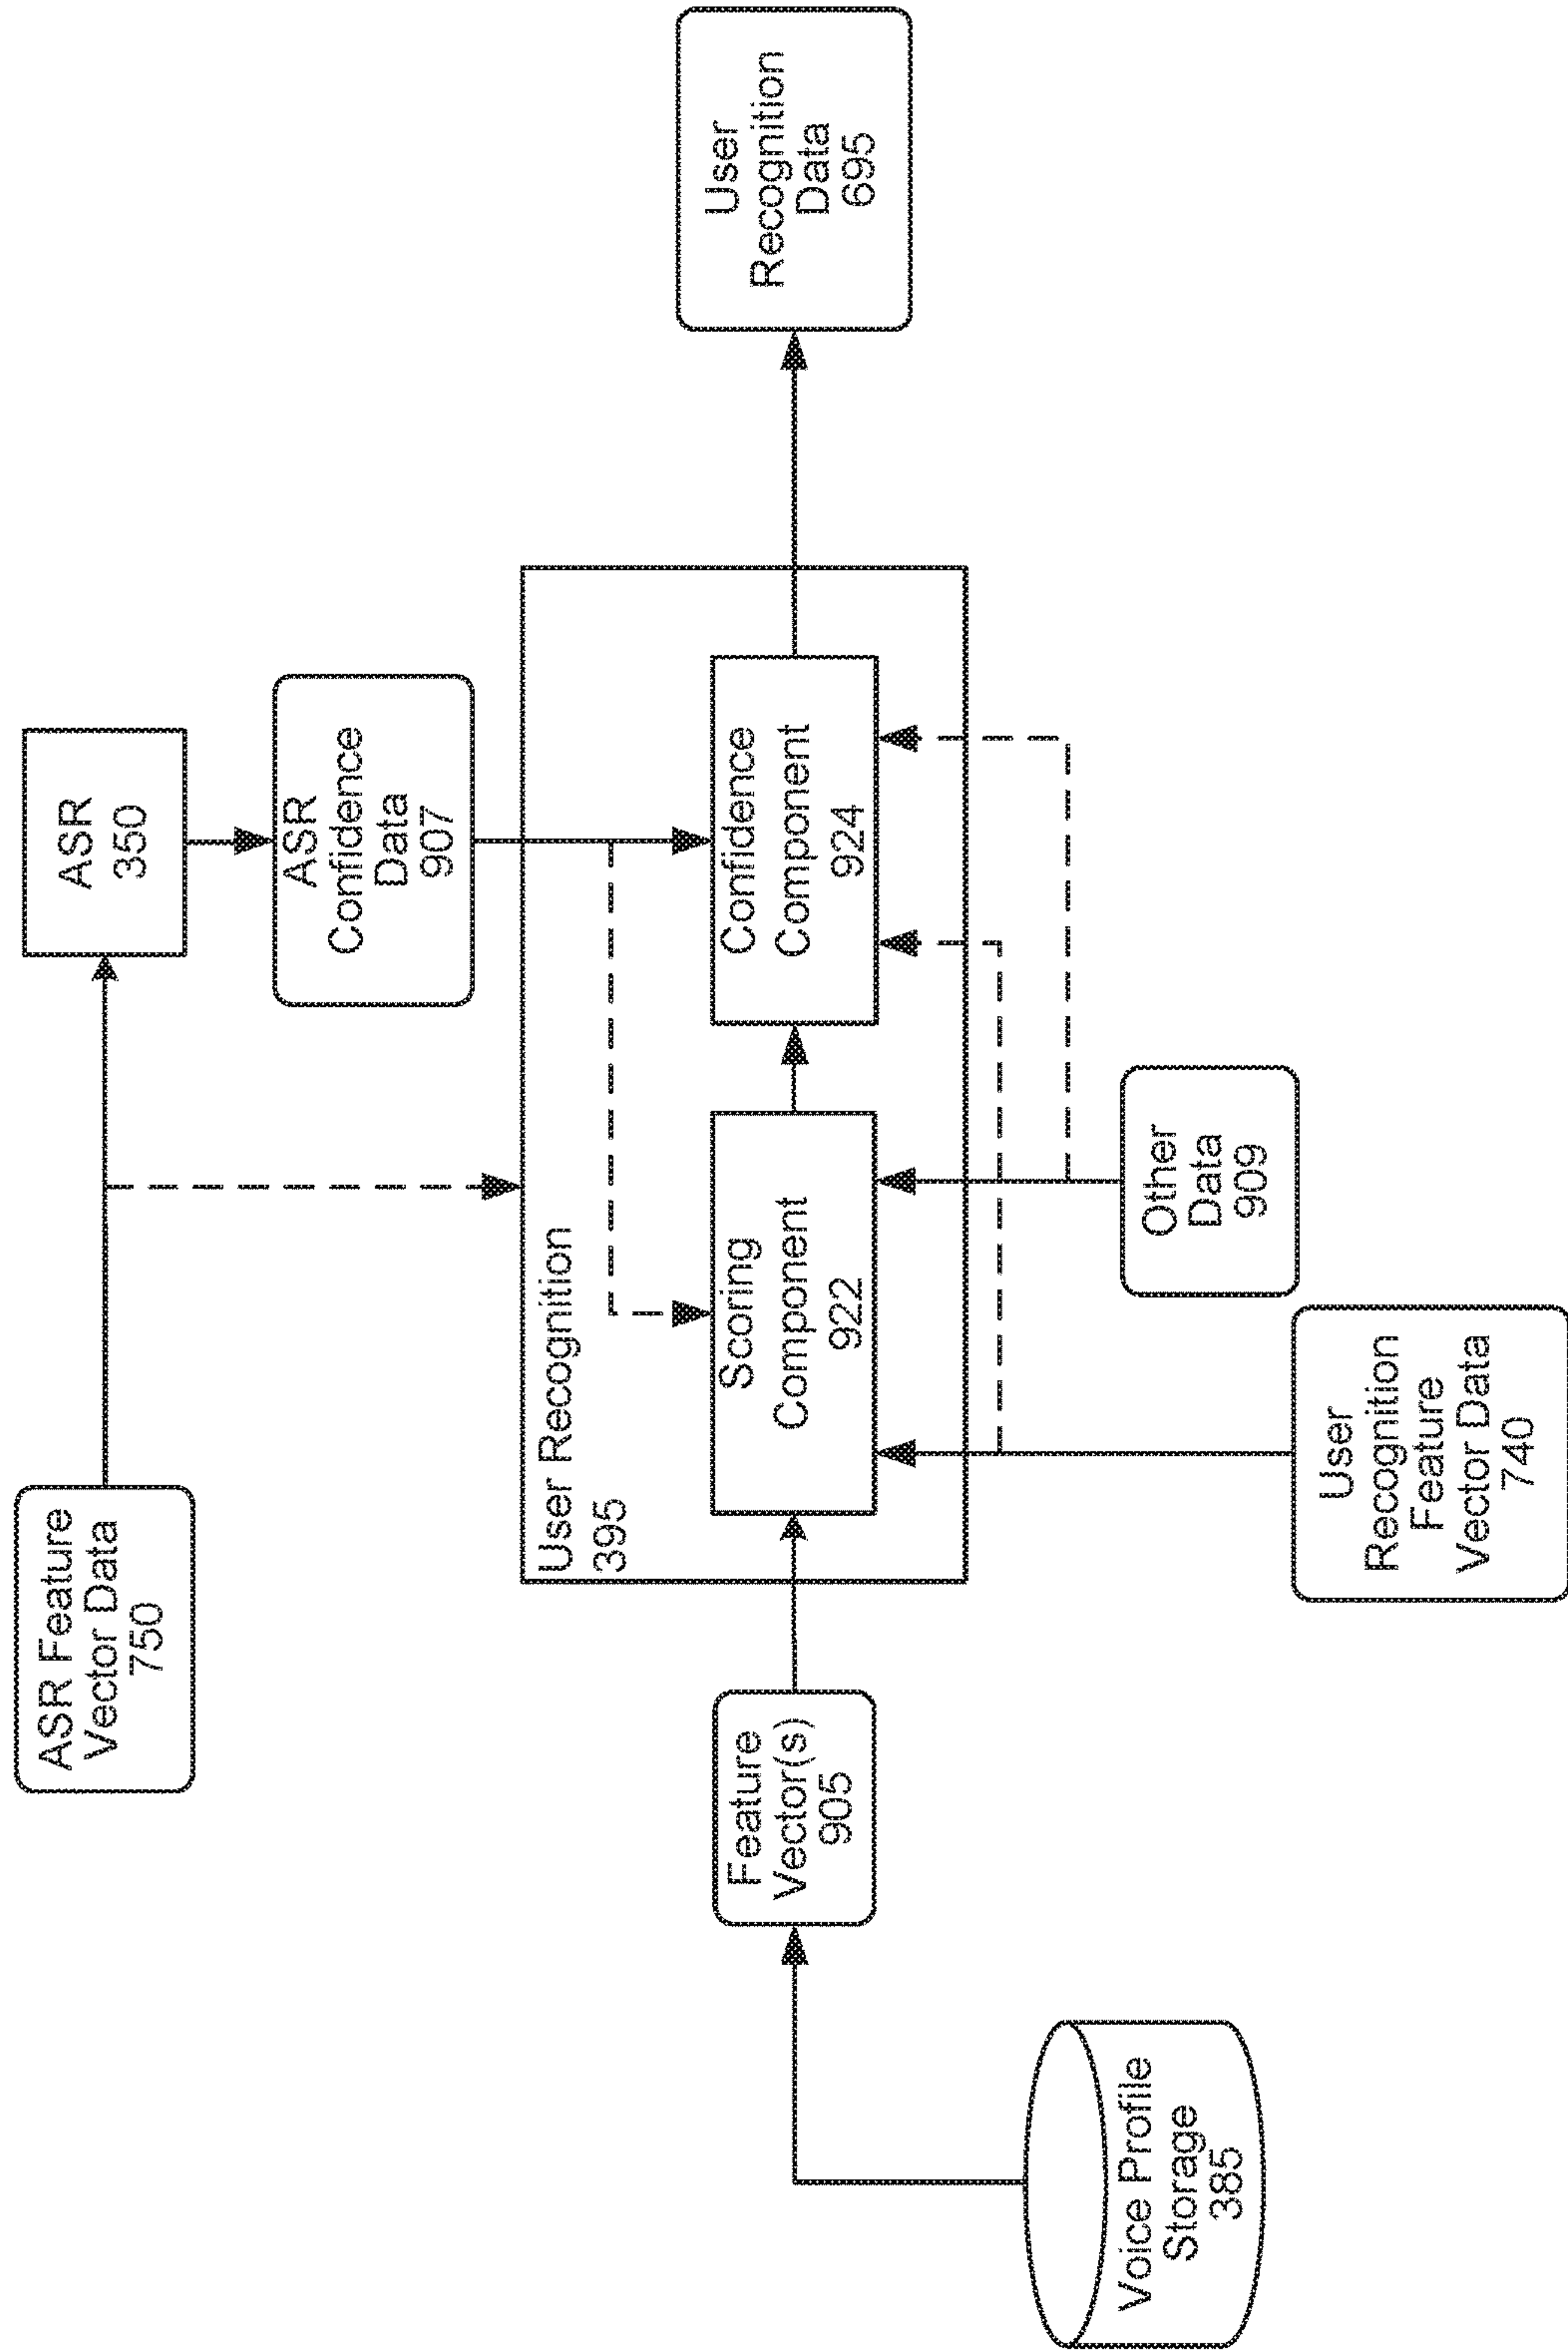 ASR Feature
Vector Data
750
ASR
350
ASR
Confidence
Data
907
User Recognition
395
Voice Profile
Storage
385
Feature
Vector(s)
905
Scoring
Component
922
Confidence
Component
924
User
Recognition
Data
695
Other
Data
909
User
Recognition
Feature
Vector Data
740